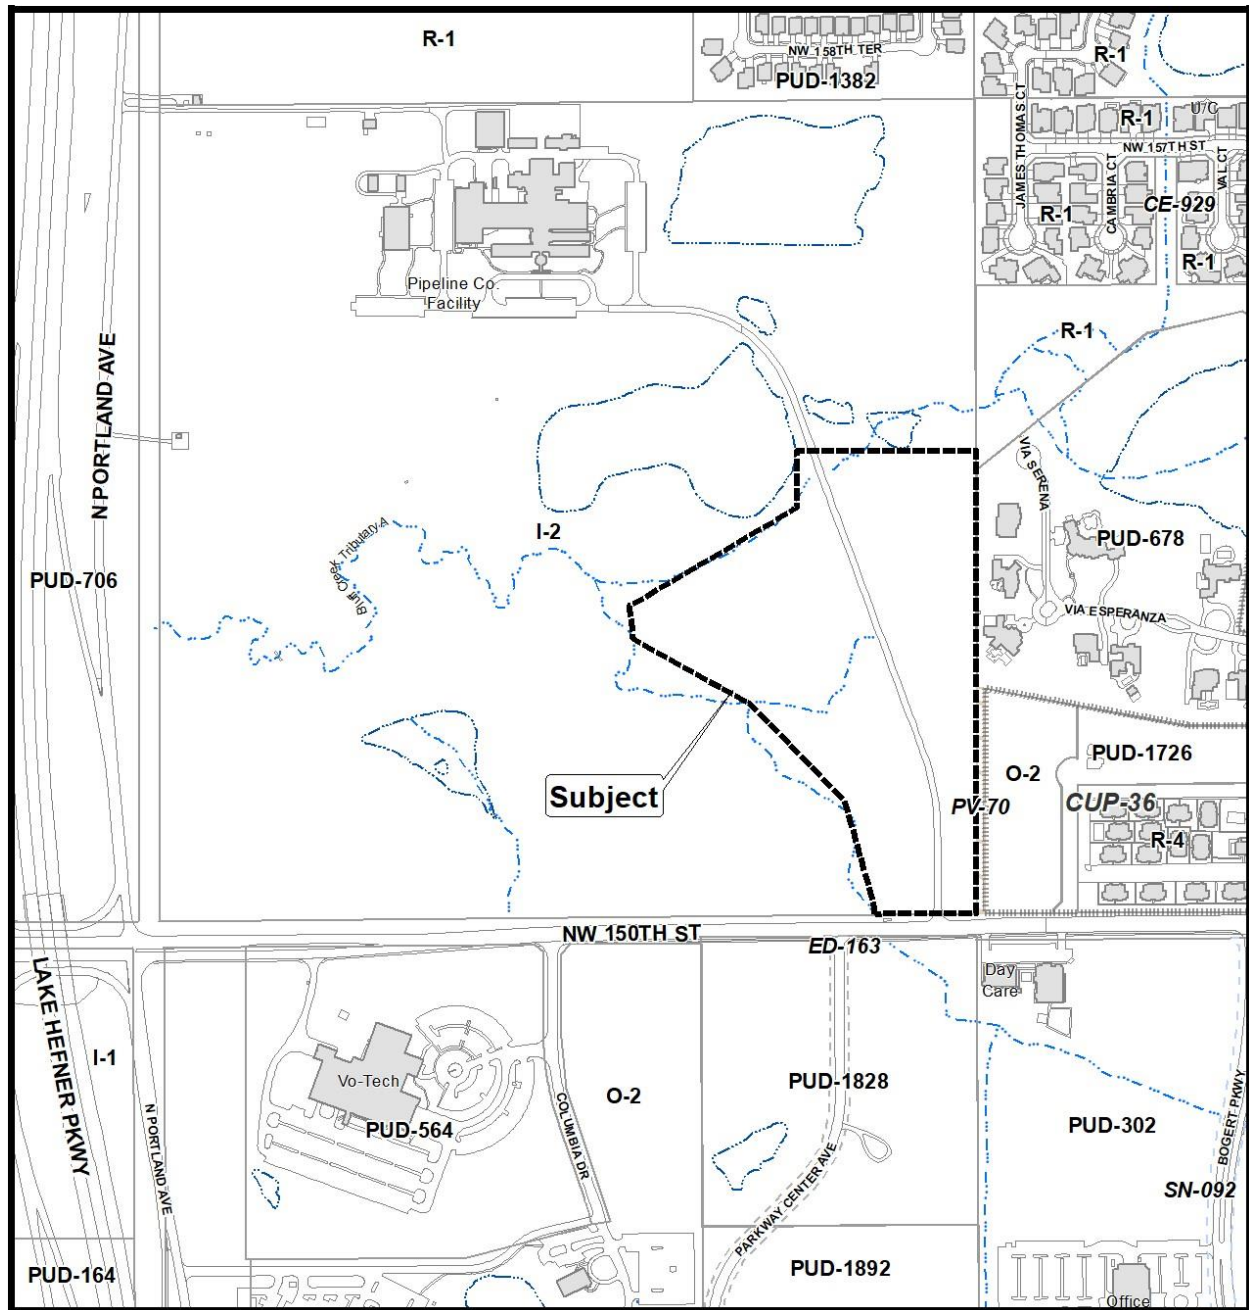 R-1
NW 158TH TER
PUD-1382
R-1
U/C
R-1
NW 157TH ST
JAMES THOMAS CT
CAMBRIA CT
VAL CT
R-1
CE-929
R-1
Pipeline Co.
Facility
R-1
N PORTLAND AVE
VIA SERENA
I-2
Bluff Creek Tributary A
PUD-678
PUD-706
VIA ESPERANZA
PUD-1726
O-2
Subject
PV-70
CUP-36
R-4
NW 150TH ST
ED-163
LAKE HEFNER PKWY
Day
Care
I-1
Vo-Tech
PUD-1828
O-2
PUD-564
PUD-302
COLUMBIA DR
BOGERT PKWY
N PORTLAND AVE
SN-092
PARKWAY CENTER AVE
PUD-164
PUD-1892
Office